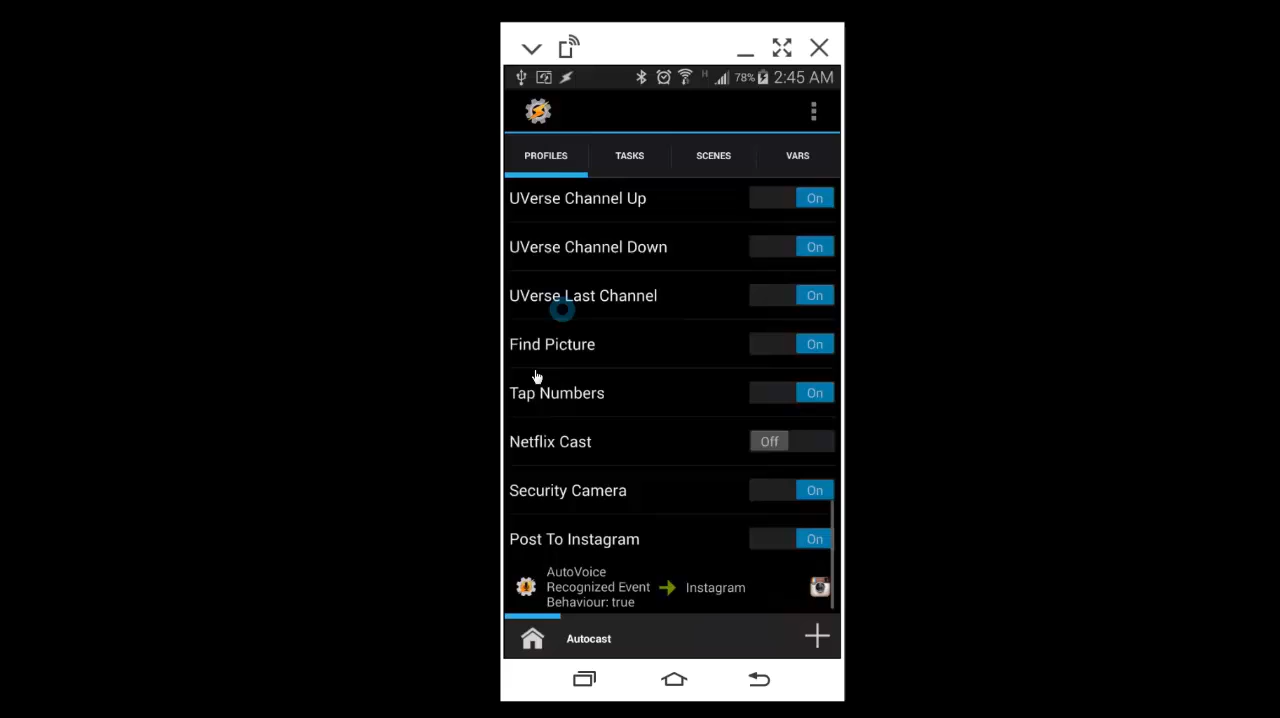 H 78% 2:45 AM
PROFILES TASKS SCENES VARS
UVerse Channel Up On
UVerse Channel Down On
UVerse Last Channel On
Find Picture On
Tap Numbers On
Netflix Cast Off
Security Camera On
Post To Instagram On
AutoVoice
Recognized Event Instagram
Behaviour: true
Autocast